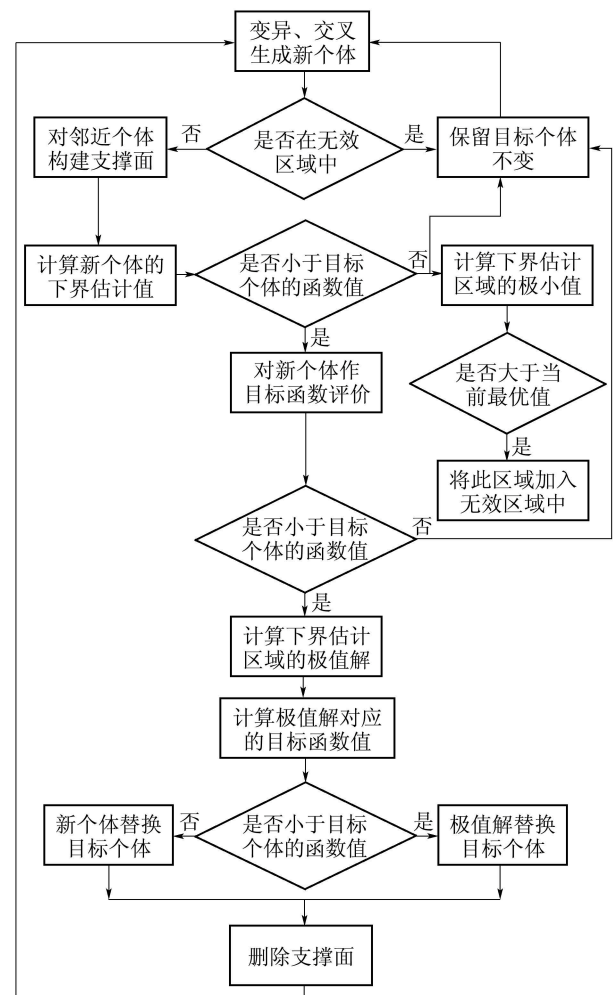 变异、交叉
生成新个体
是否在无效
区域中
否
是
对邻近个体
构建支撑面
保留目标个体
不变
计算新个体的
下界估计值
是否小于目标
个体的函数值
否
是
计算下界估计
区域的极小值
对新个体作
目标函数评价
是否大于当
前最优值
是
将此区域加入
无效区域中
是否小于目标
个体的函数值
否
是
计算下界估计
区域的极值解
计算极值解对应
的目标函数值
是否小于目标
个体的函数值
否
是
新个体替换
目标个体
极值解替换
目标个体
删除支撑面